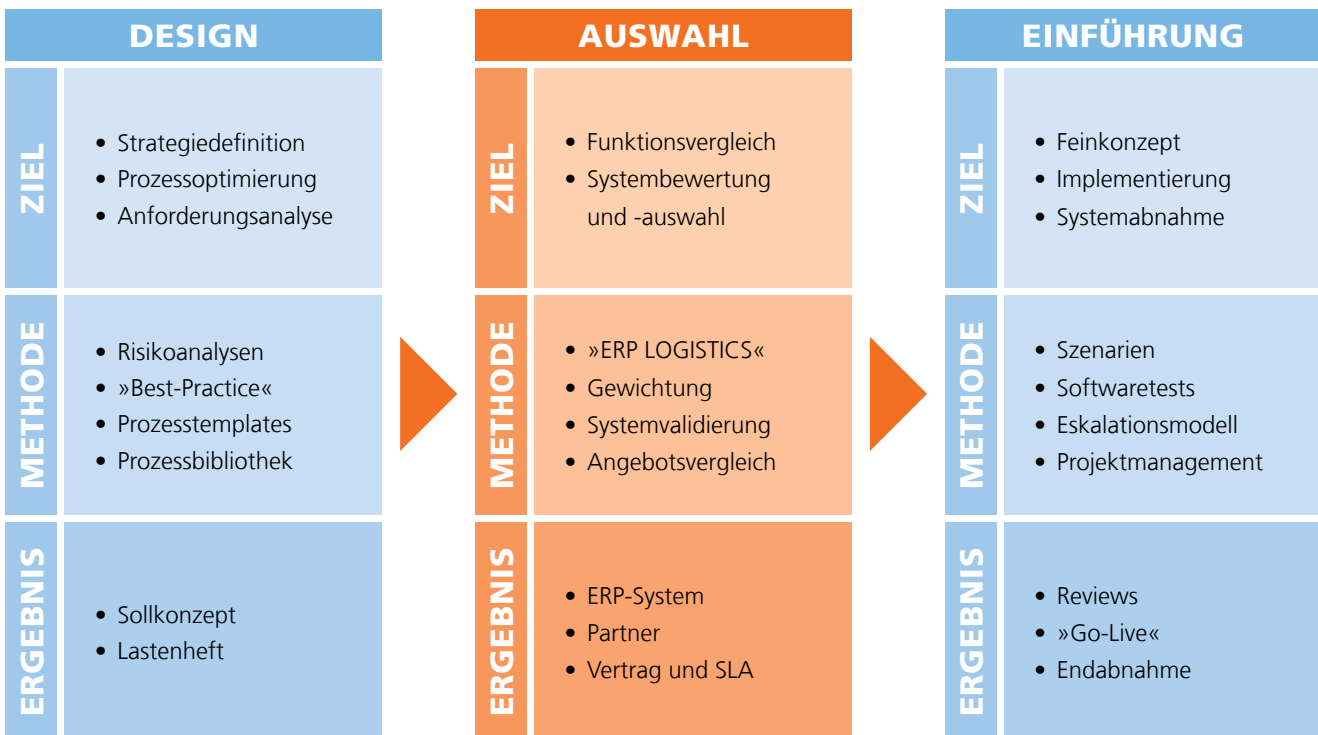 DESIGN
ZIEL
• Strategiedefinition
• Prozessoptimierung
• Anforderungsanalyse
METHODE
• Risikoanalysen
• »Best-Practice«
• Prozesstemplates
• Prozessbibliothek
ERGEBNIS
• Sollkonzept
• Lastenheft
AUSWAHL
ZIEL
• Funktionsvergleich
• Systembewertung
und -auswahl
METHODE
• »ERP LOGISTICS«
• Gewichtung
• Systemvalidierung
• Angebotsvergleich
ERGEBNIS
• ERP-System
• Partner
• Vertrag und SLA
EINFÜHRUNG
ZIEL
• Feinkonzept
• Implementierung
• Systemabnahme
METHODE
• Szenarien
• Softwaretests
• Eskalationsmodell
• Projektmanagement
ERGEBNIS
• Reviews
• »Go-Live«
• Endabnahme